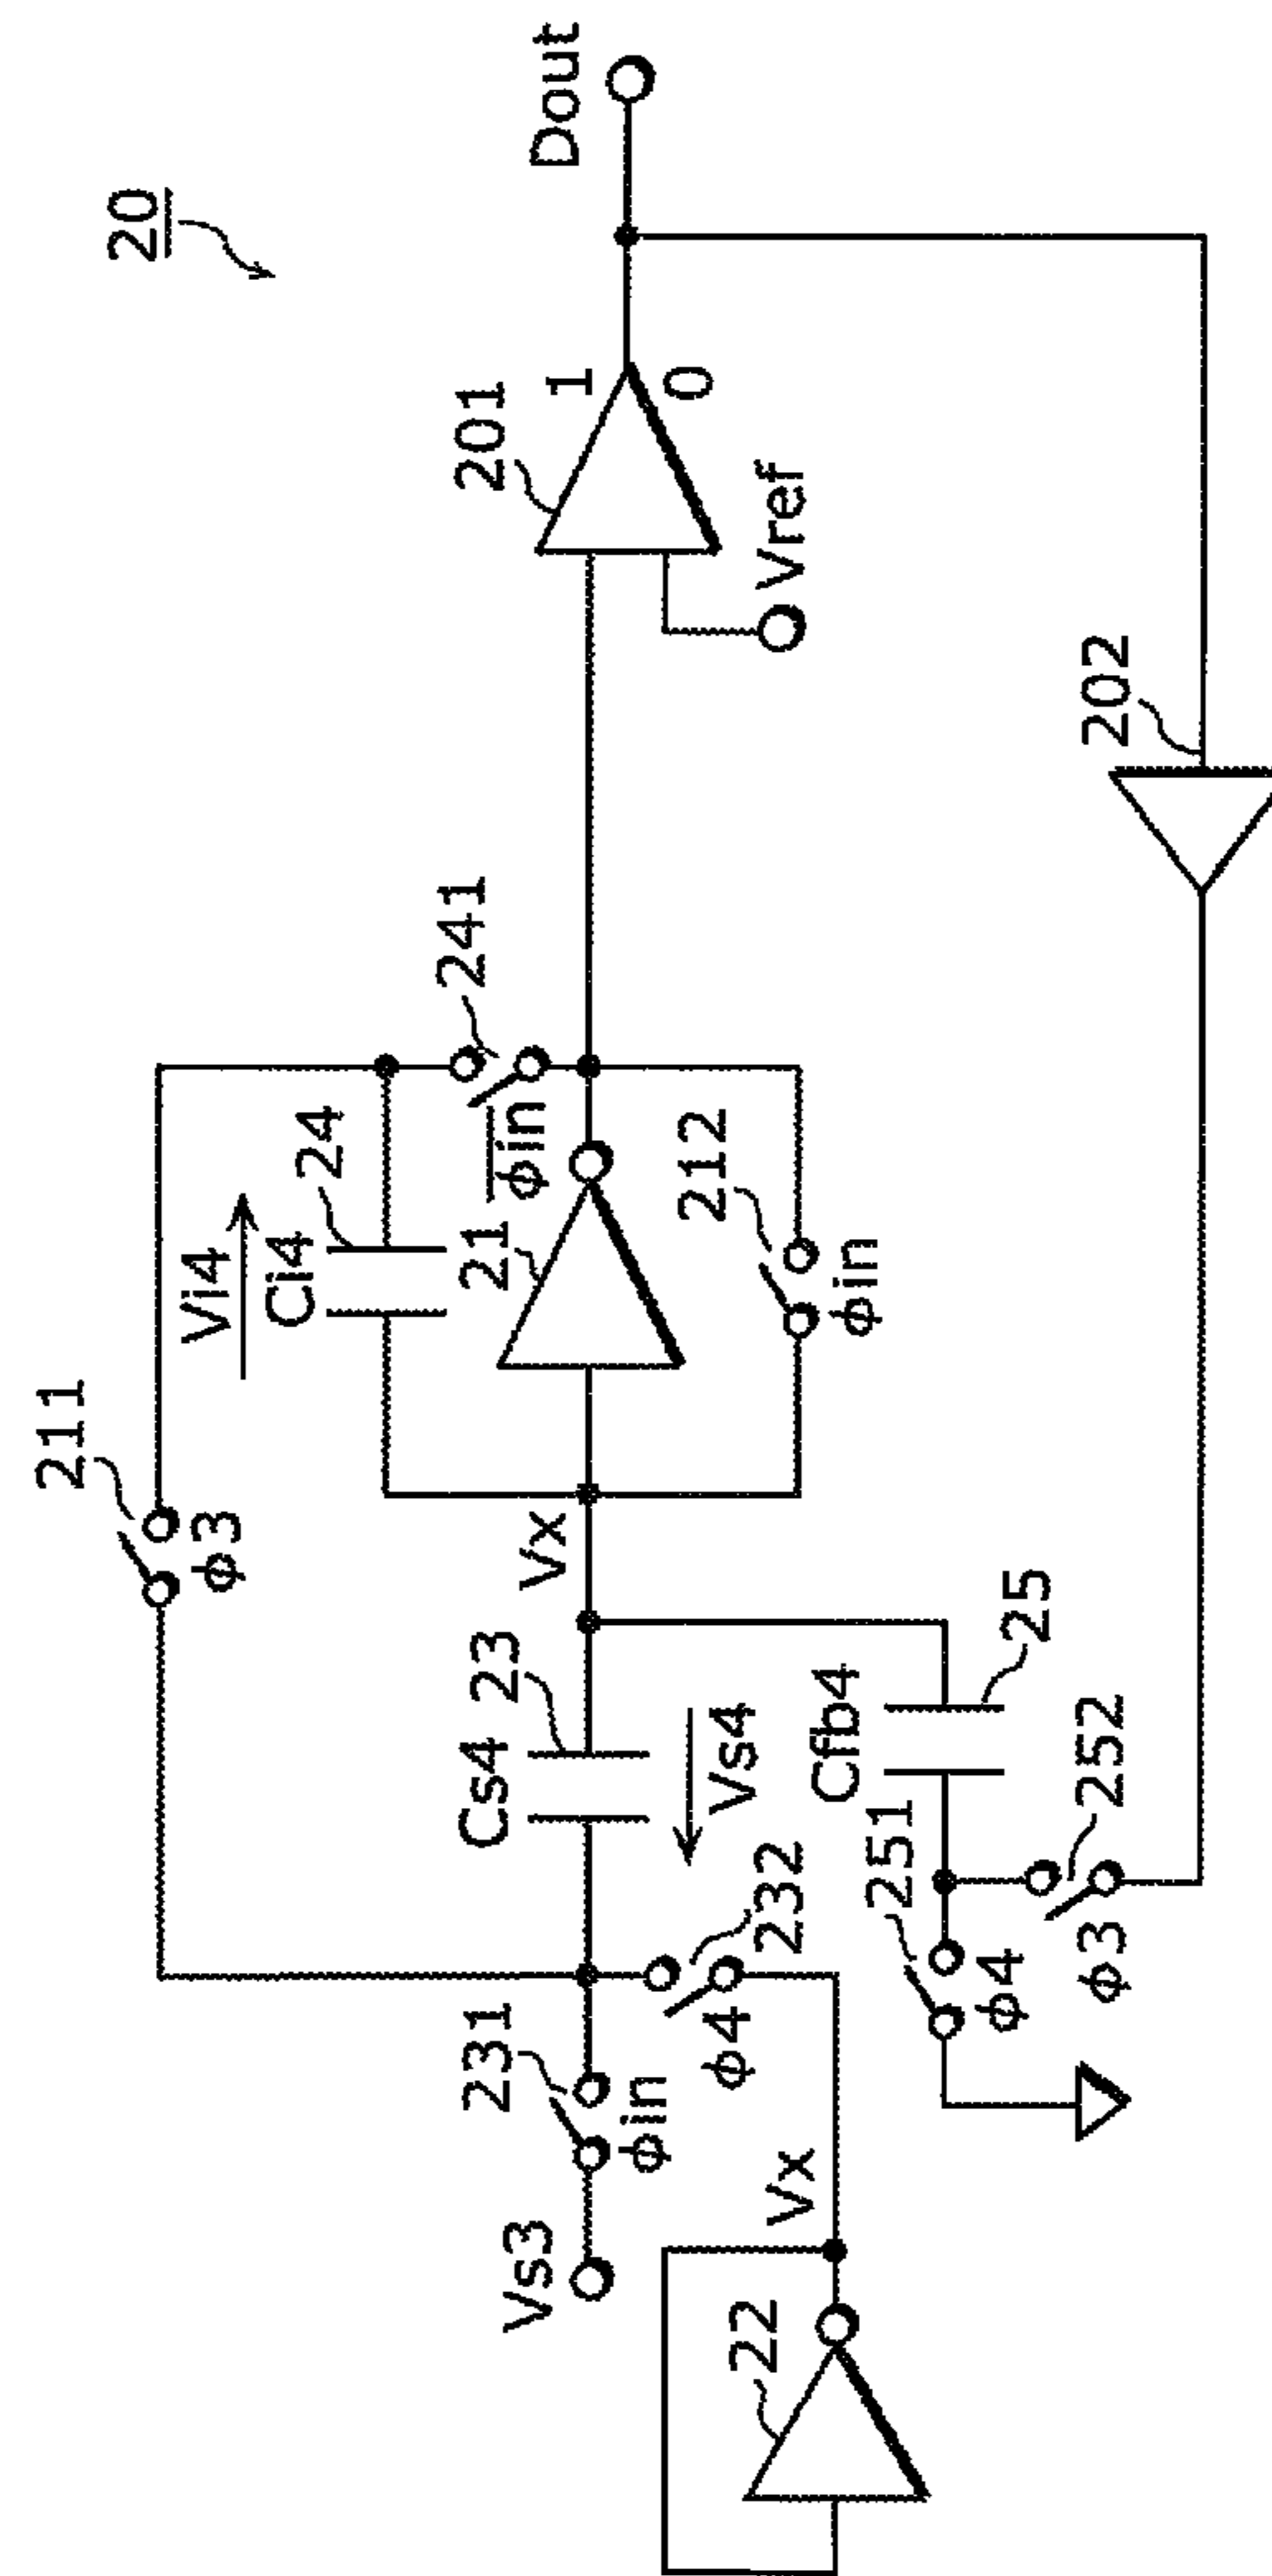 20
211
φ3
Vi4
Ci4
24
241
φin
21
212
φin
Vx
201
1
0
Vref
Dout
Vs3
231
φin
Cs4
23
Vs4
232
φ4
Vx
22
Cfb4
25
251
φ4
252
φ3
202